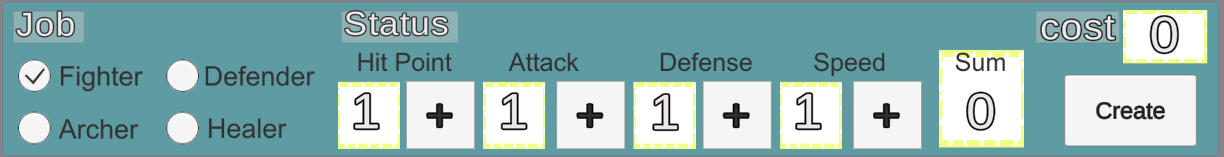 Job Status cost 0
Hit Point Attack Defense Speed Sum
Fighter Defender
1 + 1 + 1 + 1 + 0 Create
Archer Healer